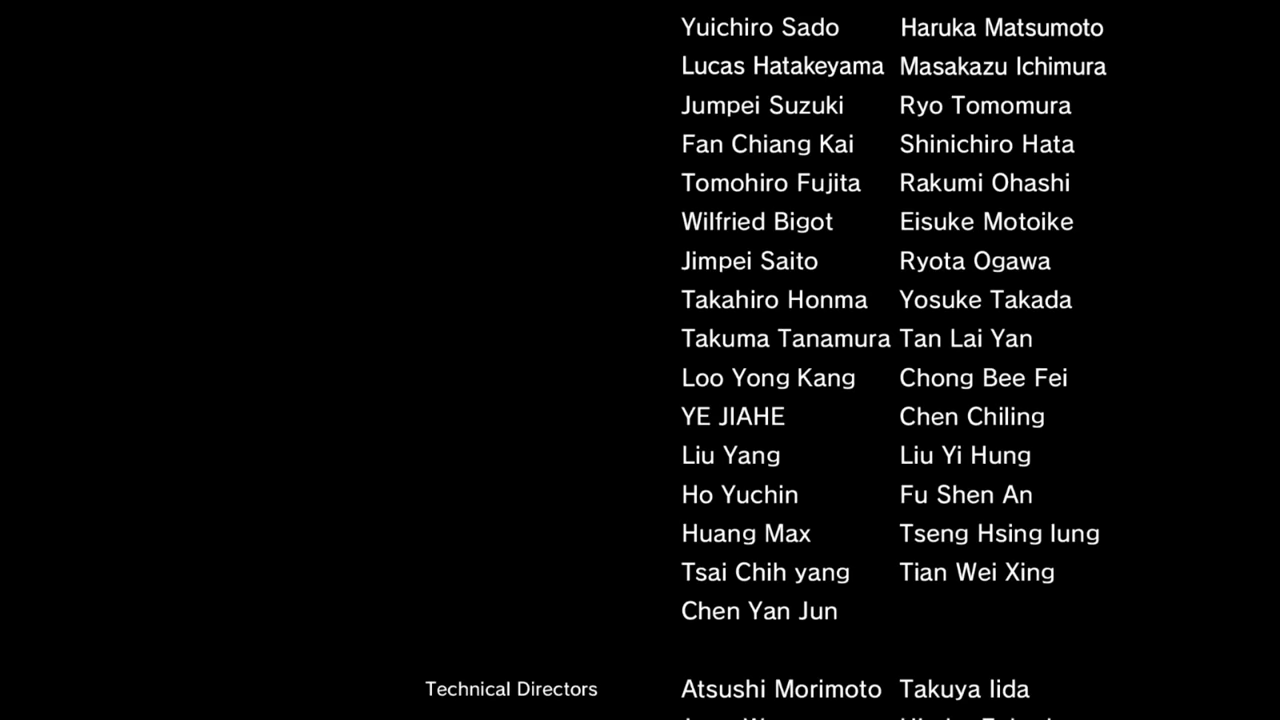 Yuichiro Sado Haruka Matsumoto
Lucas Hatakeyama Masakazu Ichimura
Jumpei Suzuki Ryo Tomomura
Fan Chiang Kai Shinichiro Hata
Tomohiro Fujita Rakumi Ohashi
Wilfried Bigot Eisuke Motoike
Jimpei Saito Ryota Ogawa
Takahiro Honma Yosuke Takada
Takuma Tanamura Tan Lai Yan
Loo Yong Kang Chong Bee Fei
YE JIAHE Chen Chiling
Liu Yang Liu Yi Hung
Ho Yuchin Fu Shen An
Huang Max Tseng Hsing Iung
Tsai Chih yang Tian Wei Xing
Chen Yan Jun
Technical Directors Atsushi Morimoto Takuya Iida